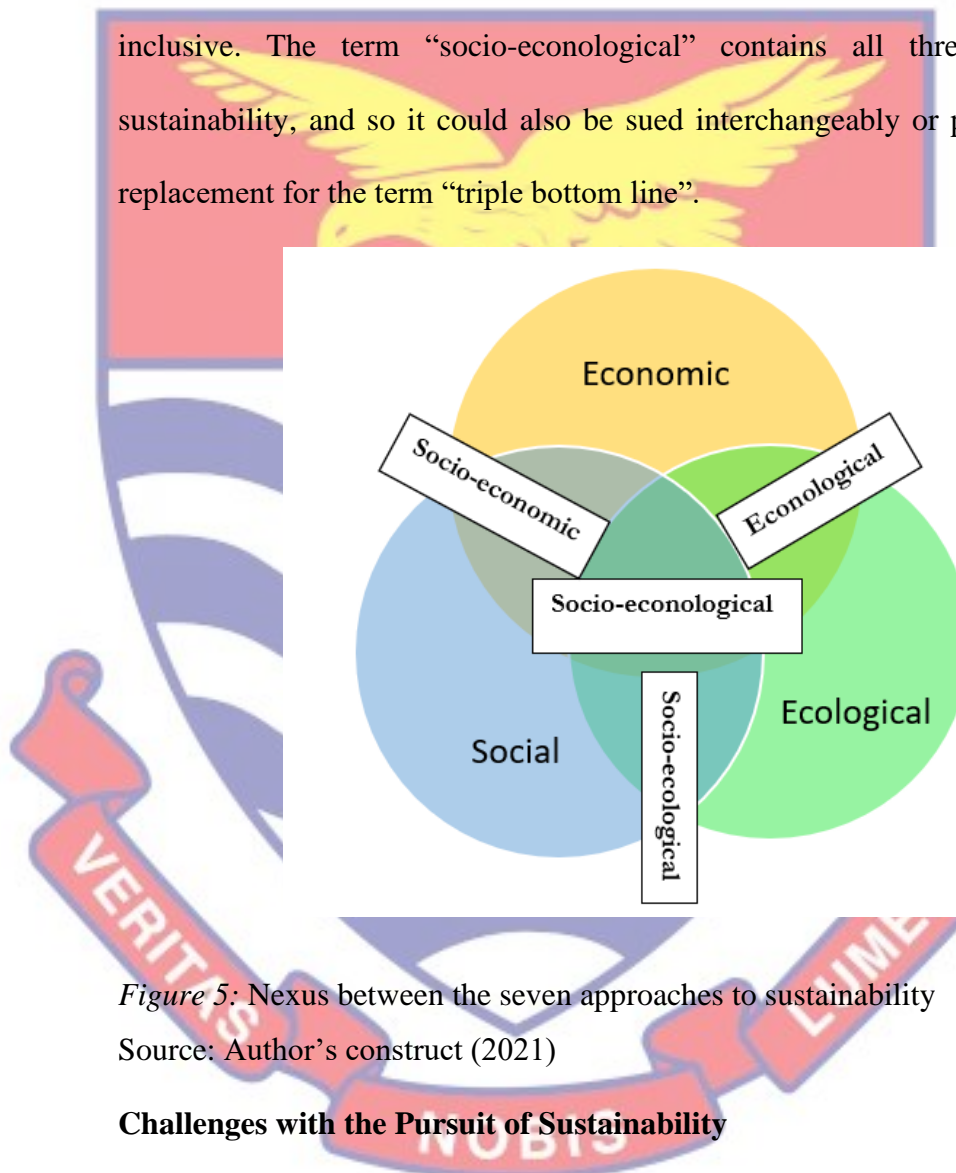 inclusive. The term “socio-econological” contains all thre
sustainability, and so it could also be sued interchangeably or p
replacement for the term “triple bottom line”.
Economic
Socio-economic
Econological
Socio-econological
Socio-ecological
Ecological
Social
VERITAS
LUME
Figure 5: Nexus between the seven approaches to sustainability
Source: Author’s construct (2021)
Challenges with the Pursuit of Sustainability
NOBIS